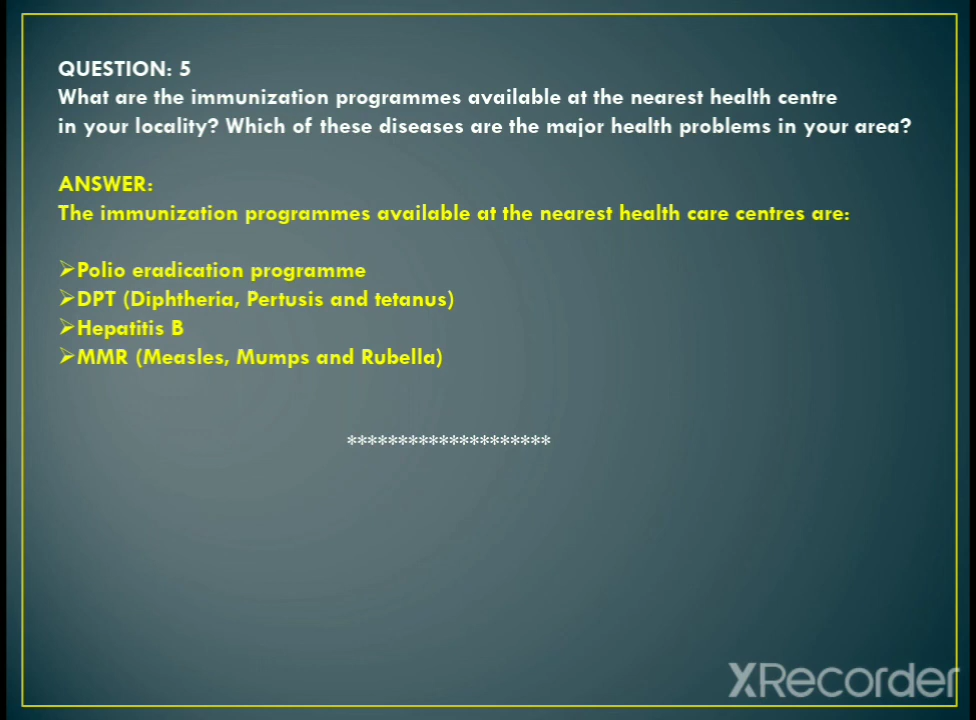 QUESTION: 5
What are the immunization programmes available at the nearest health centre
in your locality? Which of these diseases are the major health problems in your area?
ANSWER:
The immunization programmes available at the nearest health care centres are:
➢Polio eradication programme
➢DPT (Diphtheria, Pertusis and tetanus)
➢Hepatitis B
➢MMR (Measles, Mumps and Rubella)
********************
XRecorder